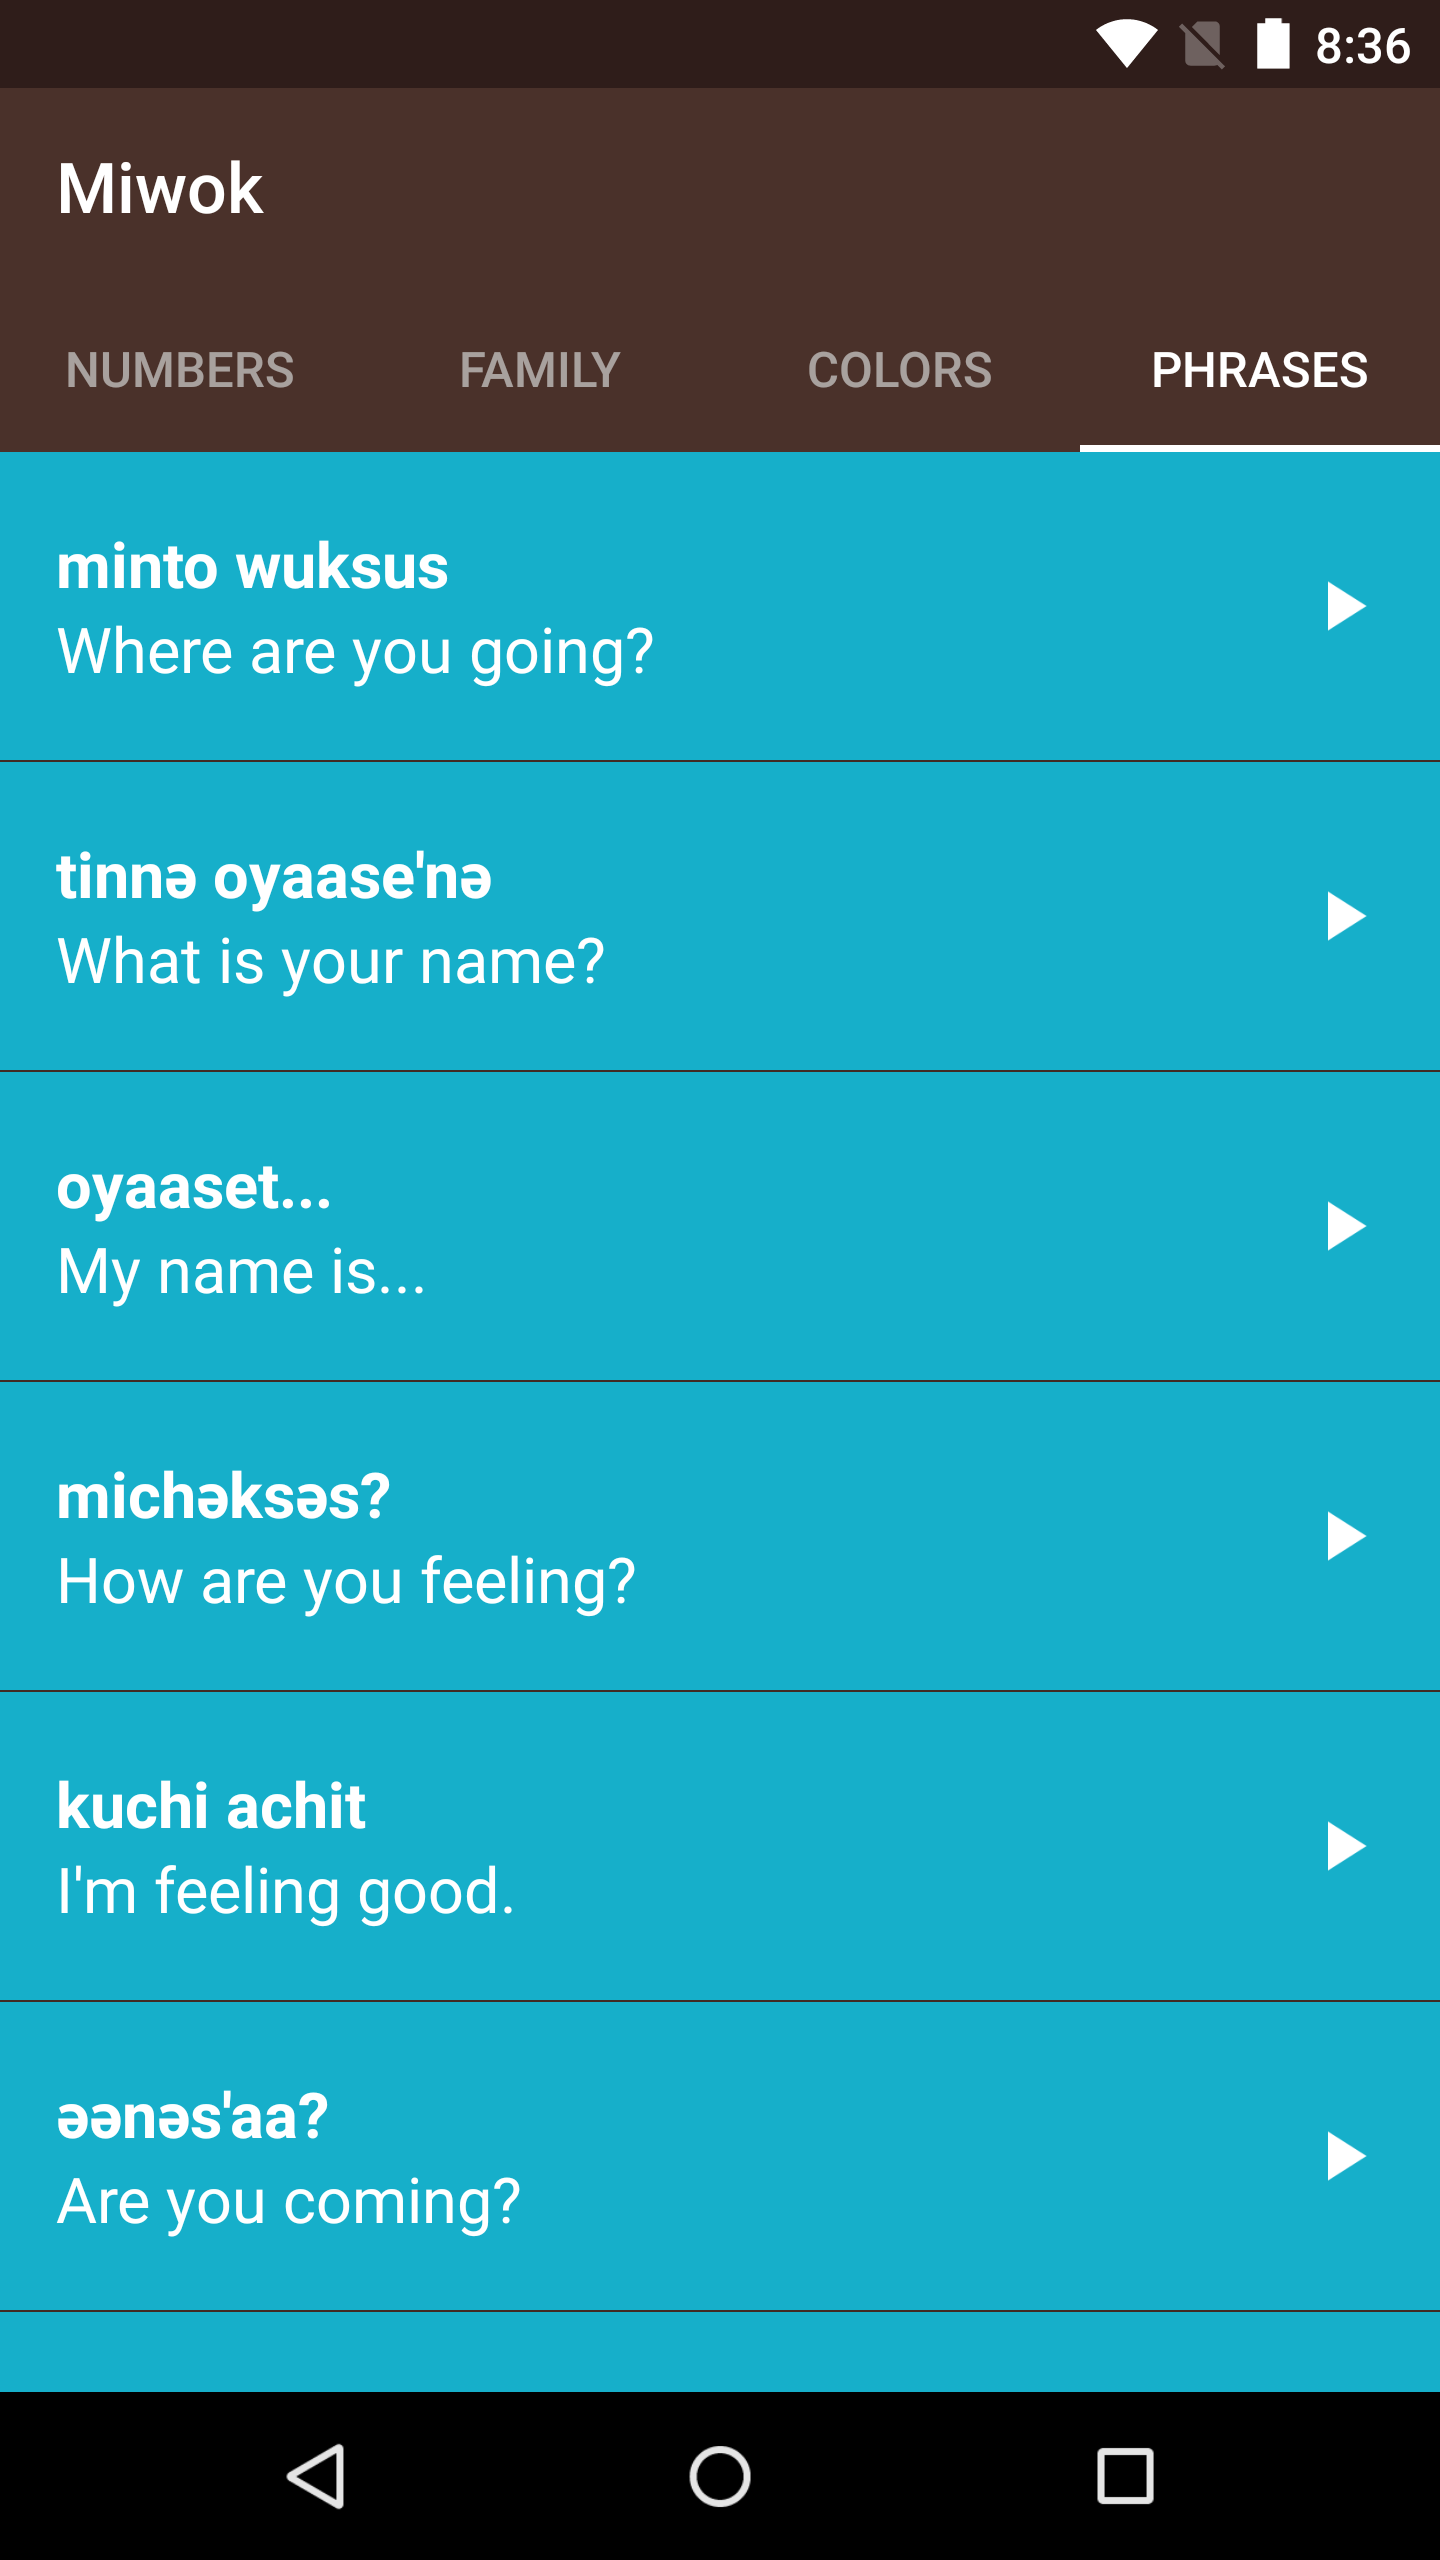 8:36
Miwok
NUMBERS FAMILY COLORS PHRASES
minto wuksus
Where are you going?
tinnə oyaase'nə
What is your name?
oyaaset...
My name is...
michəksəs?
How are you feeling?
kuchi achit
I'm feeling good.
əənəs'aa?
Are you coming?